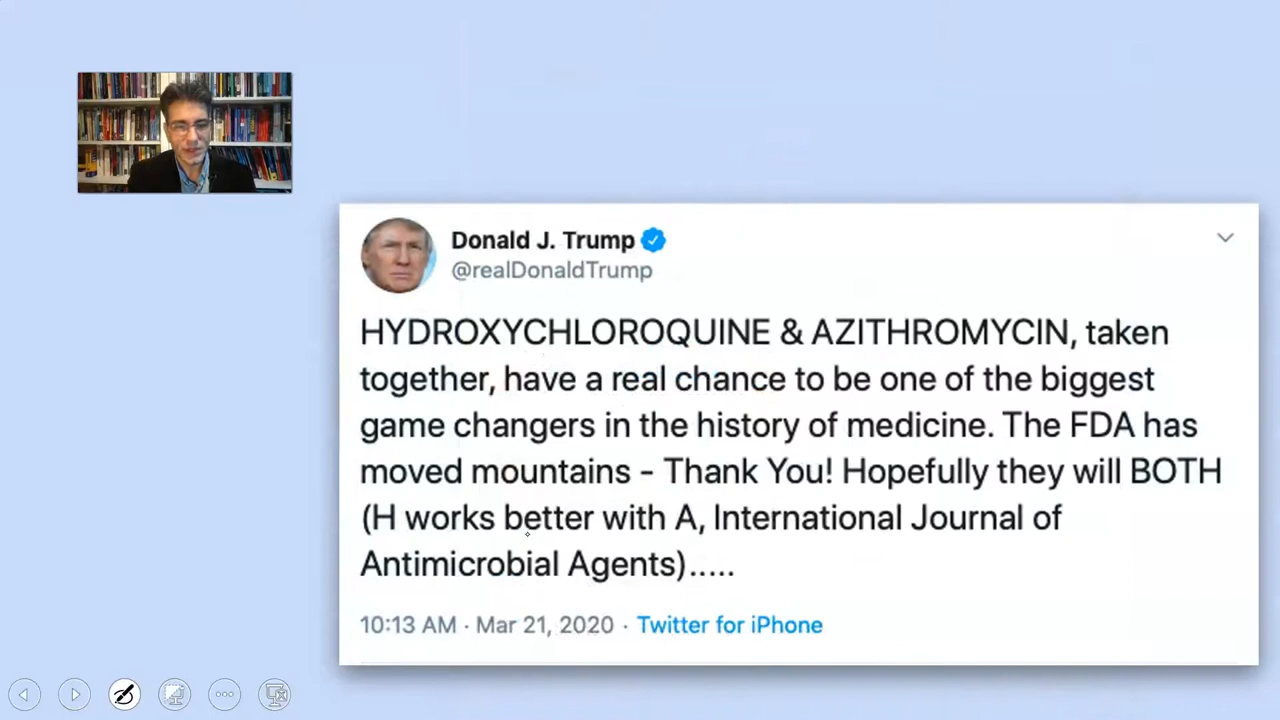 Donald J. Trump
@realDonaldTrump
HYDROXYCHLOROQUINE & AZITHROMYCIN, taken
together, have a real chance to be one of the biggest
game changers in the history of medicine. The FDA has
moved mountains - Thank You! Hopefully they will BOTH
(H works better with A, International Journal of
Antimicrobial Agents).....
10:13 AM · Mar 21, 2020 · Twitter for iPhone